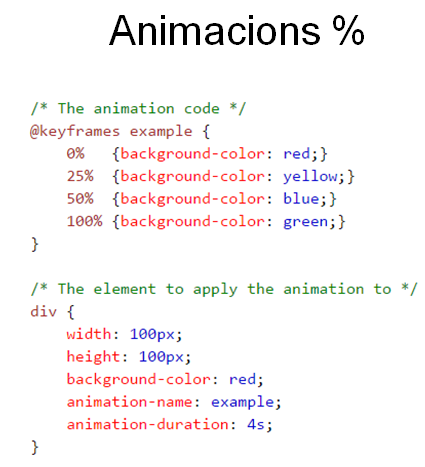 Animacions %
/* The animation code */
@keyframes example {
    0%   {background-color: red;}
    25%  {background-color: yellow;}
    50%  {background-color: blue;}
    100% {background-color: green;}
}
/* The element to apply the animation to */
div {
    width: 100px;
    height: 100px;
    background-color: red;
    animation-name: example;
    animation-duration: 4s;
}